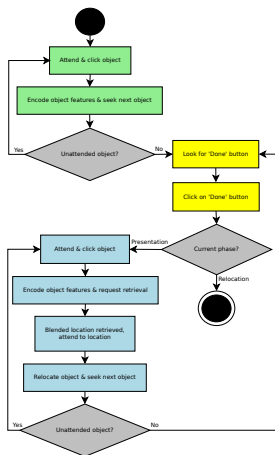 Attend & click object
Encode object features & seek next object
Unattended object?
Yes
No
Look for 'Done' button
Click on 'Done' button
Current phase?
Presentation
Relocation
Attend & click object
Encode object features & request retrieval
Blended location retrieved,
attend to location
Relocate object & seek next object
Unattended object?
Yes
No